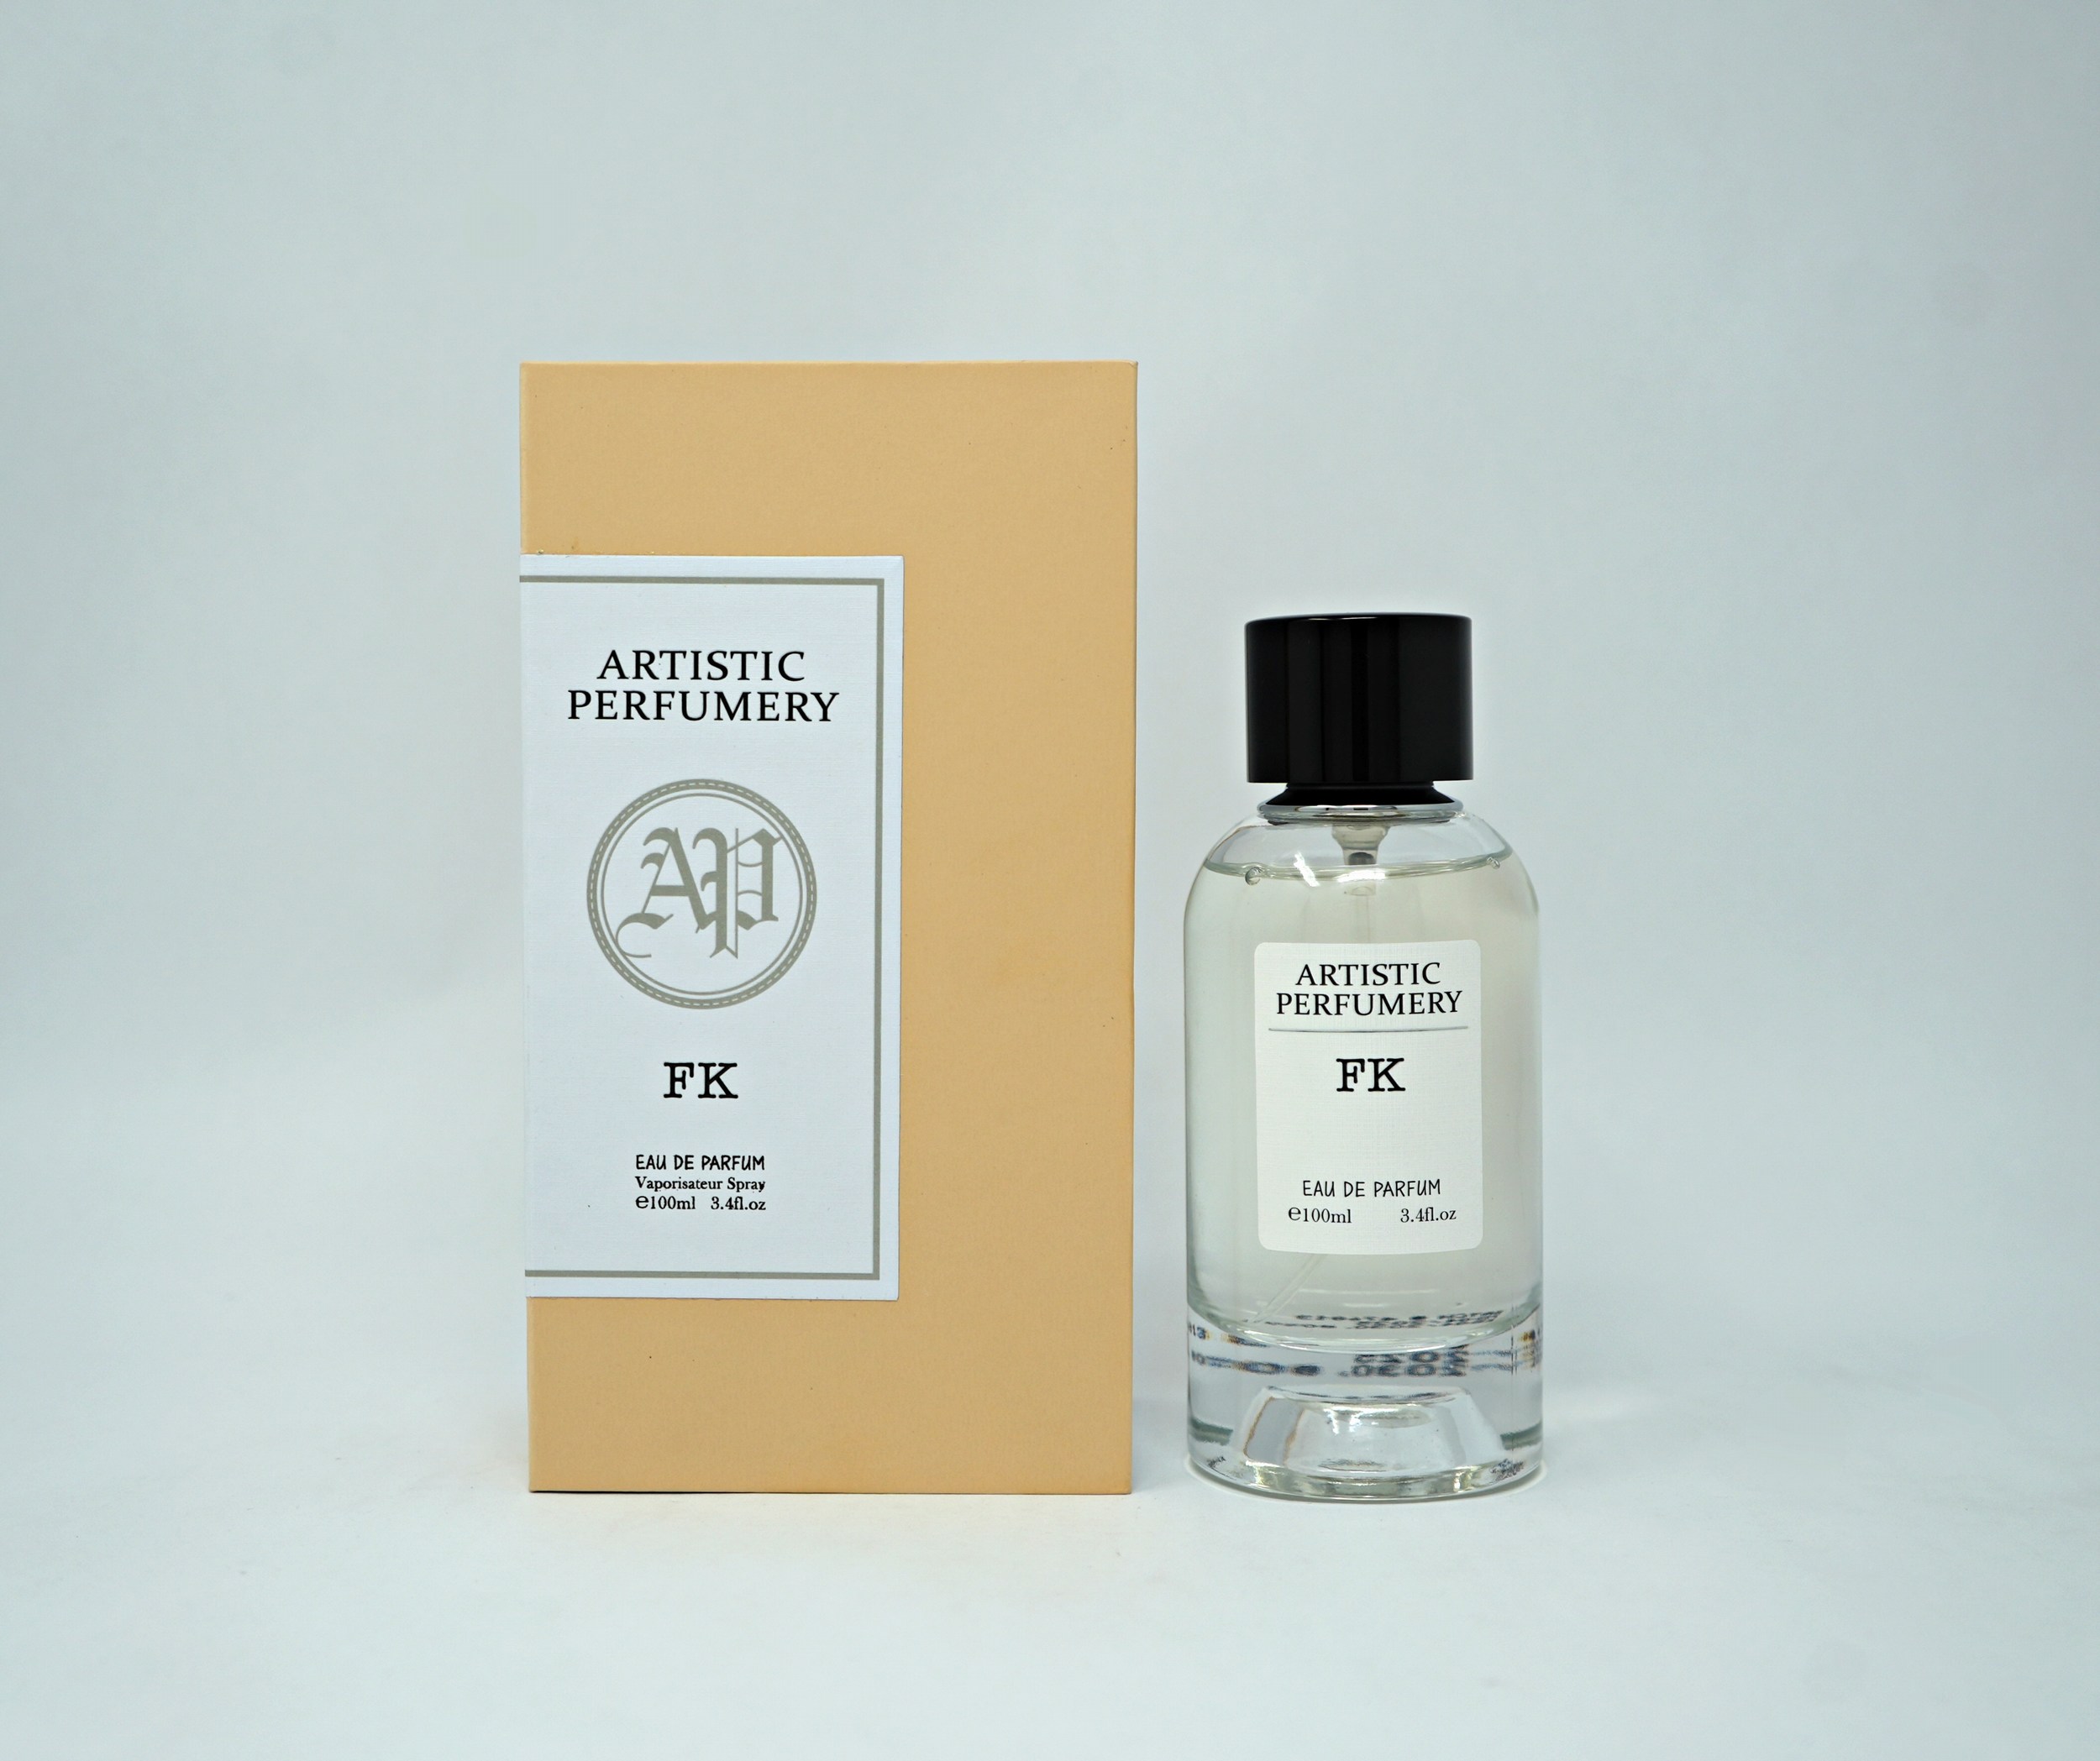 ARTISTIC
PERFUMERY
AP
FK
EAU DE PARFUM
Vaporisateur Spray
℮100ml 3.4fl.oz
ARTISTIC
PERFUMERY
FK
EAU DE PARFUM
℮100ml 3.4fl.oz